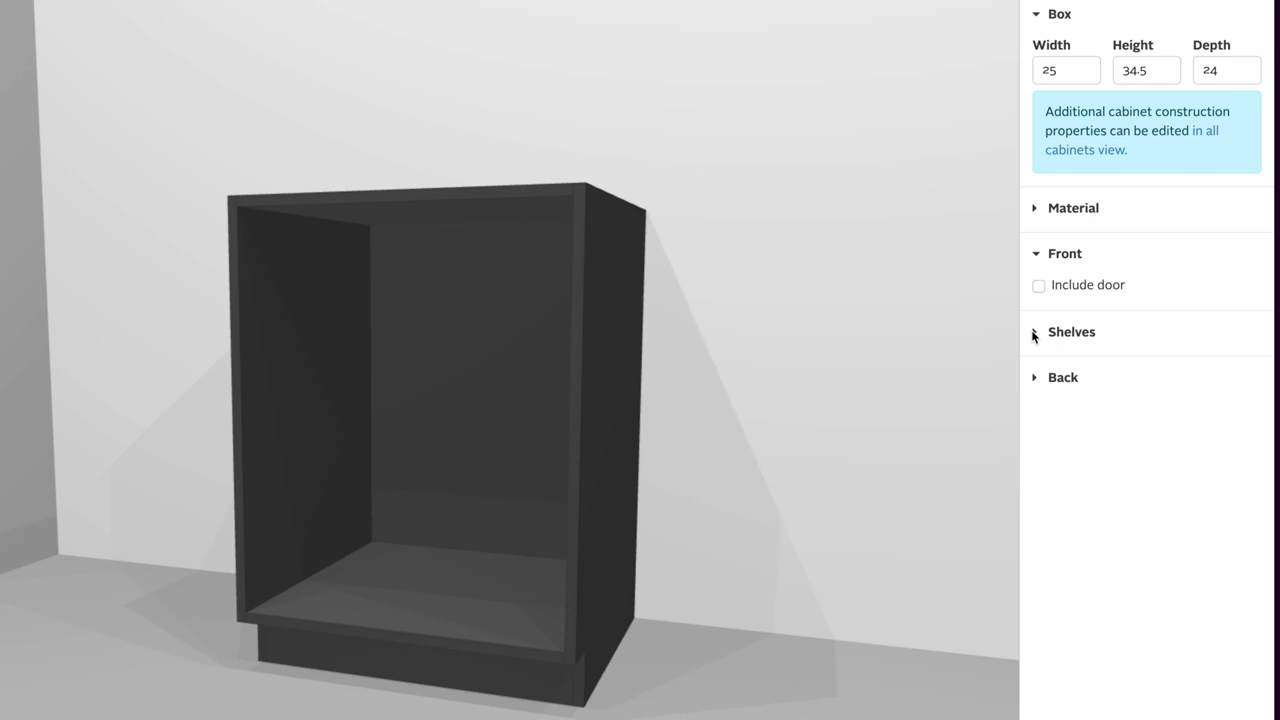 Box
Width Height Depth
25 34.5 24
Additional cabinet construction
properties can be edited in all
cabinets view.
Material
Front
Include door
Shelves
Back